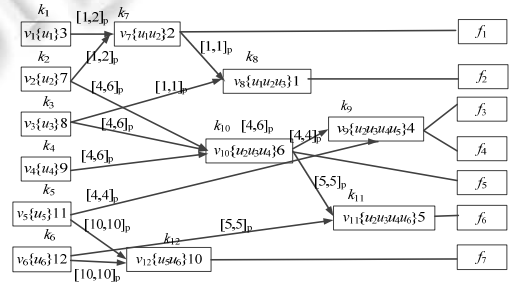 k1
[1,2]p
k7
v1{u1}3
v7{u1u2}2
f1
k2
[1,2]p
[1,1]p
k8
v2{u2}7
[4,6]p
[1,1]p
v8{u1u2u3}1
f2
k3
k9
f3
v3{u3}8
[4,6]p
k10
[4,6]p
[4,4]p
v9{u2u3u4u5}4
k4
f4
v4{u4}9
[4,6]p
v10{u2u3u4}6
f5
k5
[4,4]p
[5,5]p
k11
v5{u5}11
[10,10]p
[5,5]p
v11{u2u3u4u6}5
f6
k6
k12
v6{u6}12
v12{u5u6}10
f7
[10,10]p